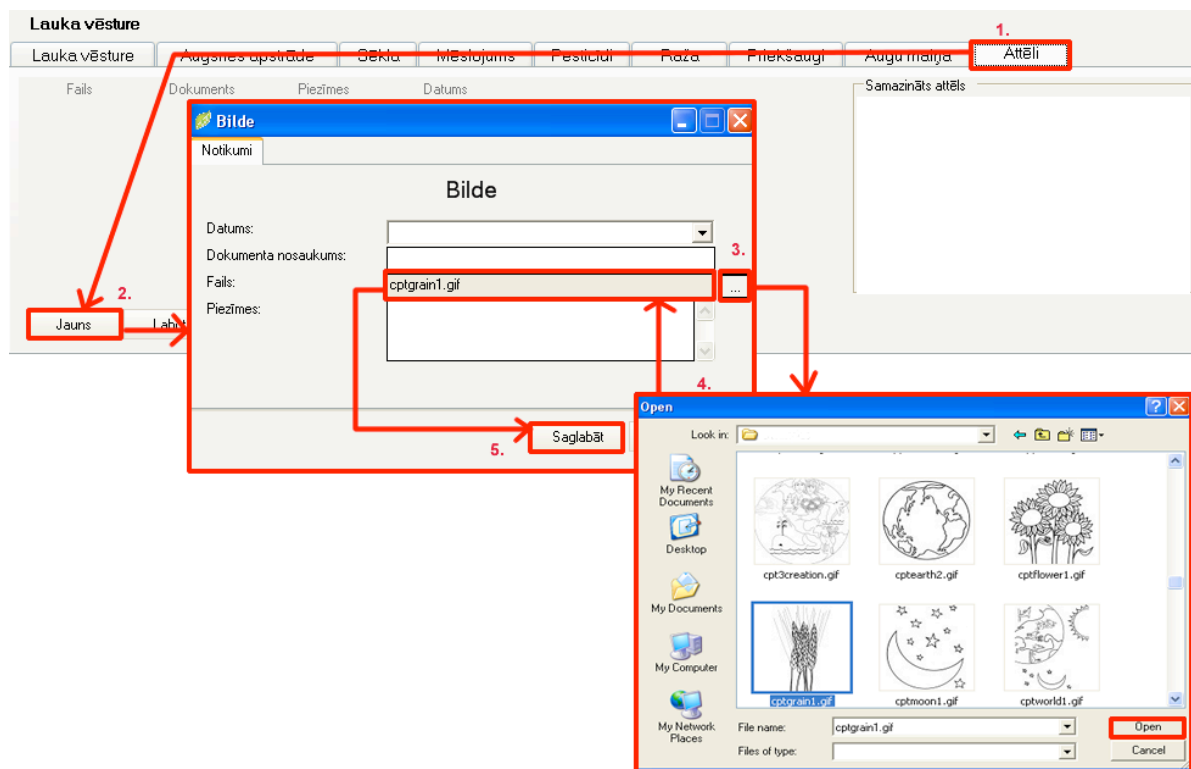 Lauka vēsture
1.
Lauka vēsture Augsnes apstrāde Sēkla Mēslojums Pesticīdi Raža Priekšaugi Augu maiņa Attēli
Fails Dokuments Piezīmes Datums Samazināts attēls
Bilde
Notikumi
Bilde
Datums:
Dokumenta nosaukums:
3.
Fails: cptgrain1.gif ...
2.
Piezīmes:
Jauns Labot
4.
Open
5. Saglabāt
Look in:
My Recent
Documents
Desktop
cpt3creation.gif cptearth2.gif cptflower1.gif
My Documents
My Computer
cptgrain1.gif cptmoon1.gif cptworld1.gif
My Network
Places
File name: cptgrain1.gif Open
Files of type: Cancel